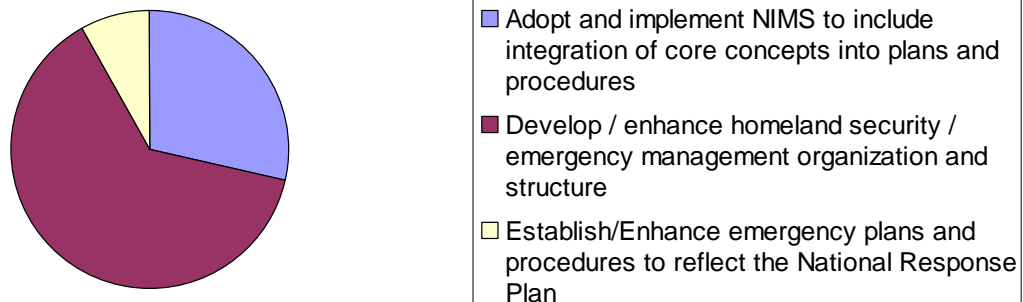 Adopt and implement NIMS to include
integration of core concepts into plans and
procedures
Develop / enhance homeland security /
emergency management organization and
structure
Establish/Enhance emergency plans and
procedures to reflect the National Response
Plan